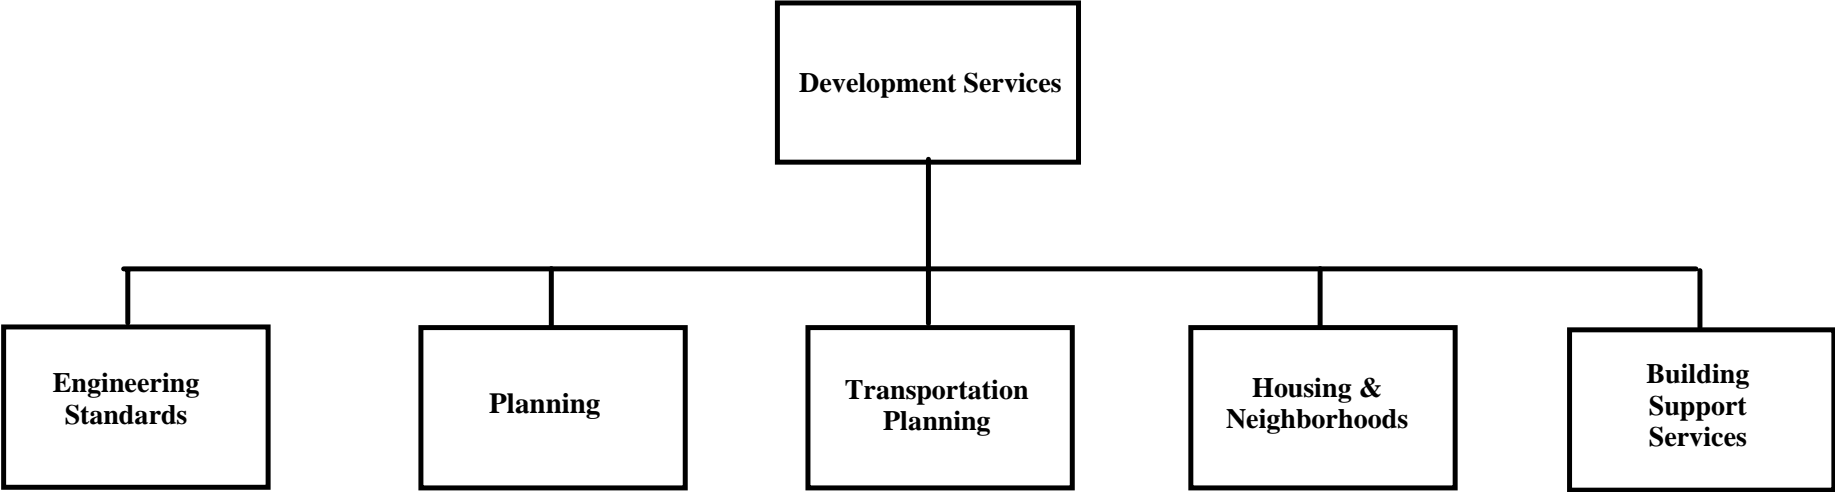 Development Services
Engineering
Standards
Planning
Transportation
Planning
Housing &
Neighborhoods
Building
Support
Services